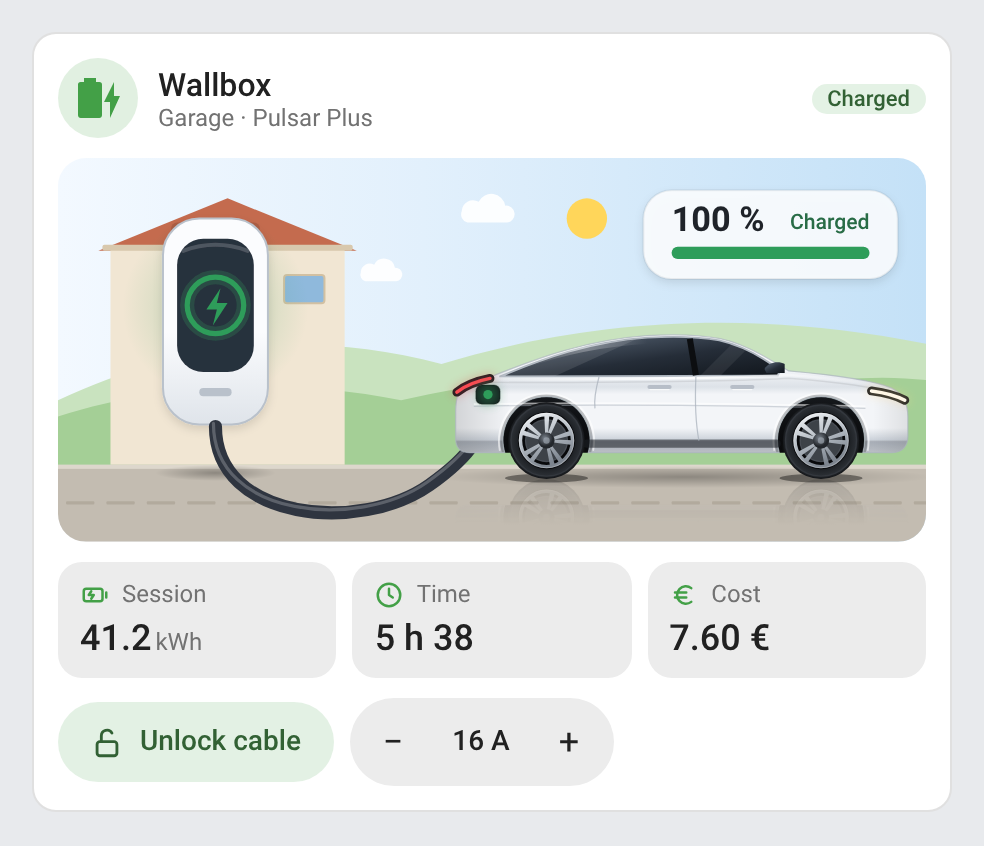 Wallbox
Garage · Pulsar Plus
Charged
100 % Charged
Session
41.2 kWh
Time
5 h 38
Cost
7.60 €
Unlock cable
− 16 A +